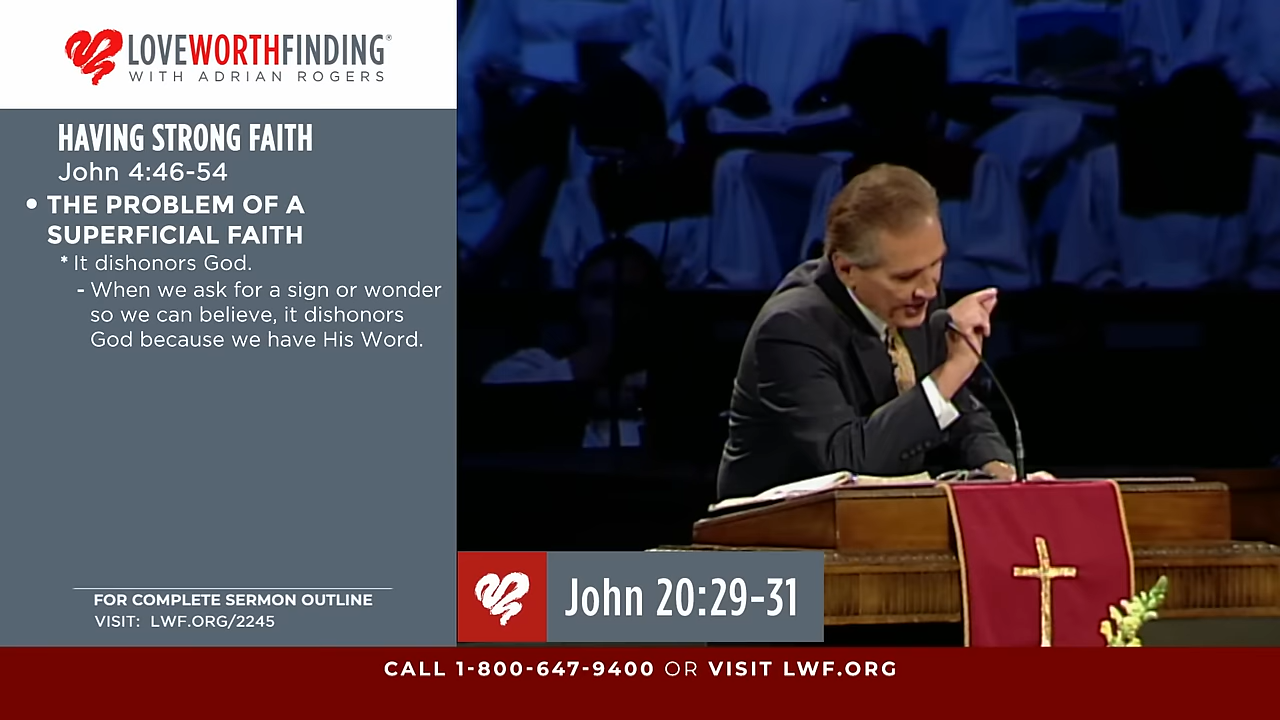 LOVEWORTHFINDING®
WITH ADRIAN ROGERS
HAVING STRONG FAITH
John 4:46-54
• THE PROBLEM OF A
SUPERFICIAL FAITH
* It dishonors God.
- When we ask for a sign or wonder
so we can believe, it dishonors
God because we have His Word.
FOR COMPLETE SERMON OUTLINE
VISIT: LWF.ORG/2245
John 20:29-31
CALL 1-800-647-9400 OR VISIT LWF.ORG